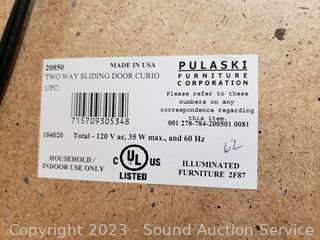 20850 MADE IN USA
TWO WAY SLIDING DOOR CURIO
UPC:
715709305348
PULASKI
FURNITURE
CORPORATION
Please refer to these
numbers on any
correspondence regarding
this item.
001 278-784-200501 0081
104020 Total - 120 V ac, 35 W max., and 60 Hz
62
HOUSEHOLD /
INDOOR USE ONLY
C UL US
LISTED
ILLUMINATED
FURNITURE 2F87
Copyright 2023 - Sound Auction Service